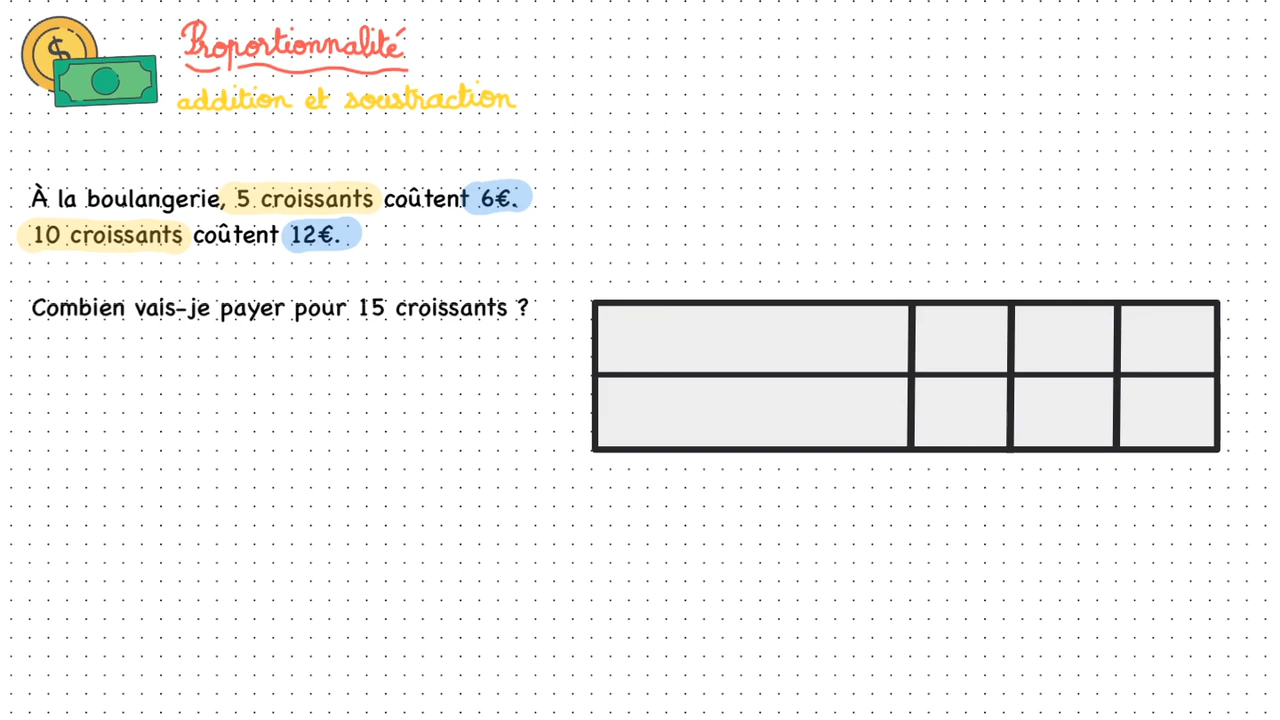 Proportionnalité
addition et soustraction
À la boulangerie, 5 croissants coûtent 6€.
10 croissants coûtent 12€.
Combien vais-je payer pour 15 croissants ?
$